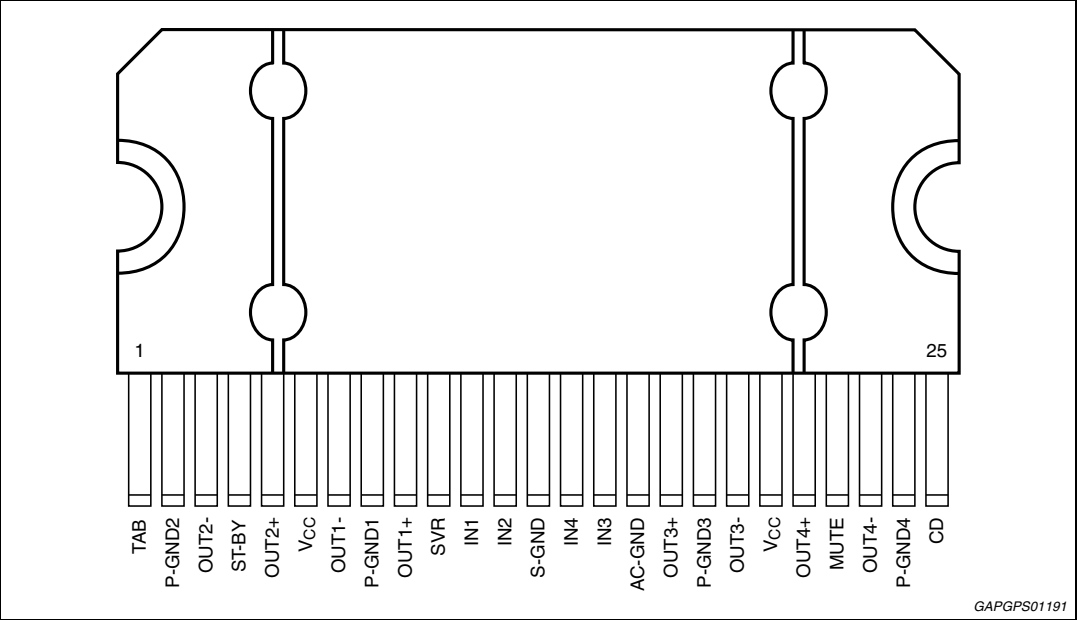 1
25
TAB
P-GND2
OUT2-
ST-BY
OUT2+
VCC
OUT1-
P-GND1
OUT1+
SVR
IN1
IN2
S-GND
IN4
IN3
AC-GND
OUT3+
P-GND3
OUT3-
VCC
OUT4+
MUTE
OUT4-
P-GND4
CD
GAPGPS01191